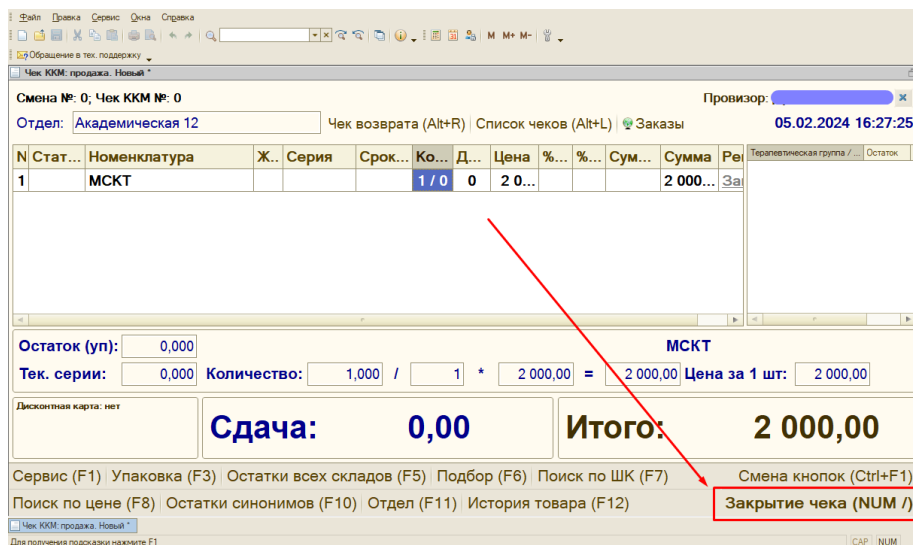 Файл Правка Сервис Окна Справка
M M+ M-
Обращение в тех. поддержку
Чек ККМ: продажа. Новый *
Смена №: 0; Чек ККМ №: 0 Провизор:
Отдел: Академическая 12 Чек возврата (Alt+R) Список чеков (Alt+L) Заказы 05.02.2024 16:27:25
N Стат... Номенклатура Ж.. Серия Срок... Ко... Д... Цена %... %... Сум... Сумма Ре Терапевтическая группа / ... Остаток
1 МСКТ 1 / 0 0 2 0... 2 000... За
Остаток (уп): 0,000 МСКТ
Тек. серии: 0,000 Количество: 1,000 / 1 * 2 000,00 = 2 000,00 Цена за 1 шт: 2 000,00
Дисконтная карта: нет
Сдача: 0,00 Итого: 2 000,00
Сервис (F1) Упаковка (F3) Остатки всех складов (F5) Подбор (F6) Поиск по ШК (F7) Смена кнопок (Ctrl+F1)
Поиск по цене (F8) Остатки синонимов (F10) Отдел (F11) История товара (F12) Закрытие чека (NUM /)
Чек ККМ: продажа. Новый *
Для получения подсказки нажмите F1 CAP NUM